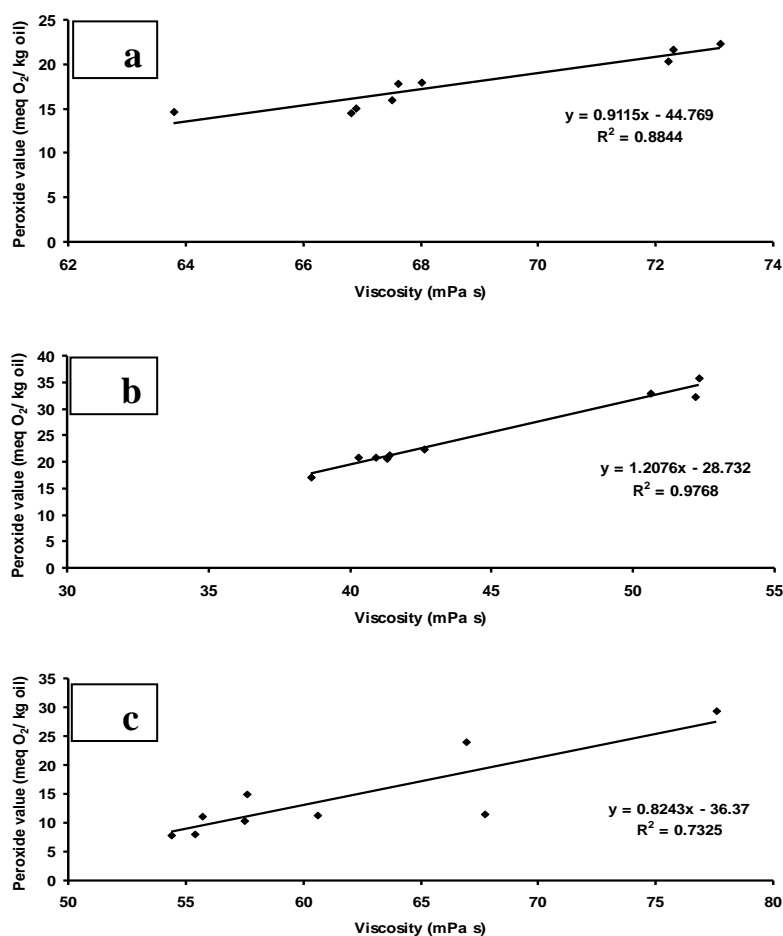 a
25
20
15
10
5
0
Peroxide value (meq O₂/ kg oil)
y = 0.9115x - 44.769
R² = 0.8844
62 64 66 68 70 72 74
Viscosity (mPa s)
b
40
35
30
25
20
15
10
5
0
Peroxide value (meq O₂/ kg oil)
y = 1.2076x - 28.732
R² = 0.9768
30 35 40 45 50 55
Viscosity (mPa s)
c
35
30
25
20
15
10
5
0
Peroxide value (meq O₂/ kg oil)
y = 0.8243x - 36.37
R² = 0.7325
50 55 60 65 70 75 80
Viscosity (mPa s)